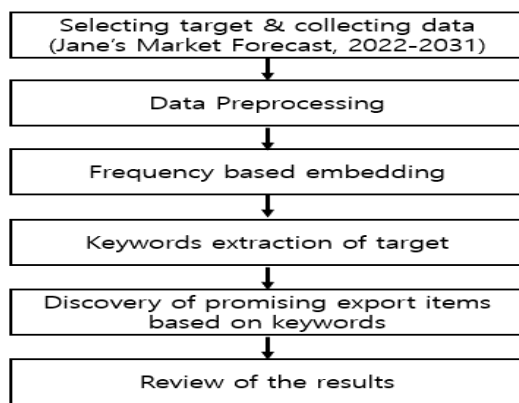 Selecting target & collecting data
(Jane's Market Forecast, 2022-2031)
Data Preprocessing
Frequency based embedding
Keywords extraction of target
Discovery of promising export items
based on keywords
Review of the results